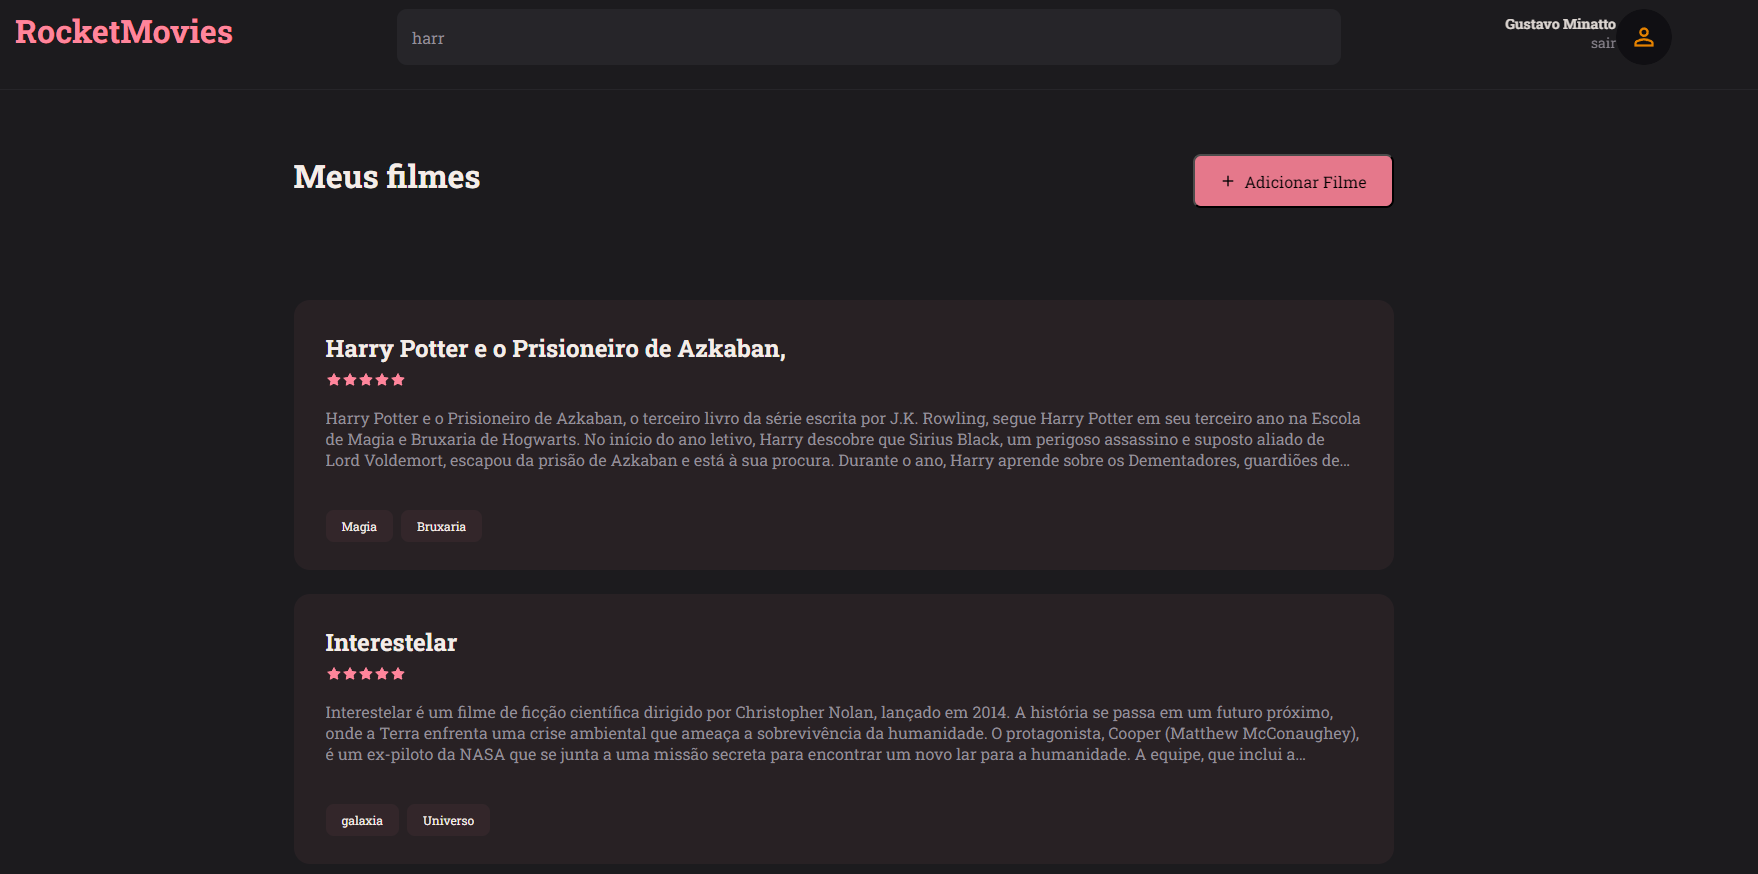 RocketMovies
harr
Gustavo Minatto
sair
Meus filmes
+ Adicionar Filme
Harry Potter e o Prisioneiro de Azkaban,
Harry Potter e o Prisioneiro de Azkaban, o terceiro livro da série escrita por J.K. Rowling, segue Harry Potter em seu terceiro ano na Escola
de Magia e Bruxaria de Hogwarts. No início do ano letivo, Harry descobre que Sirius Black, um perigoso assassino e suposto aliado de
Lord Voldemort, escapou da prisão de Azkaban e está à sua procura. Durante o ano, Harry aprende sobre os Dementadores, guardiões de...
Magia
Bruxaria
Interestelar
Interestelar é um filme de ficção científica dirigido por Christopher Nolan, lançado em 2014. A história se passa em um futuro próximo,
onde a Terra enfrenta uma crise ambiental que ameaça a sobrevivência da humanidade. O protagonista, Cooper (Matthew McConaughey),
é um ex-piloto da NASA que se junta a uma missão secreta para encontrar um novo lar para a humanidade. A equipe, que inclui a...
galaxia
Universo